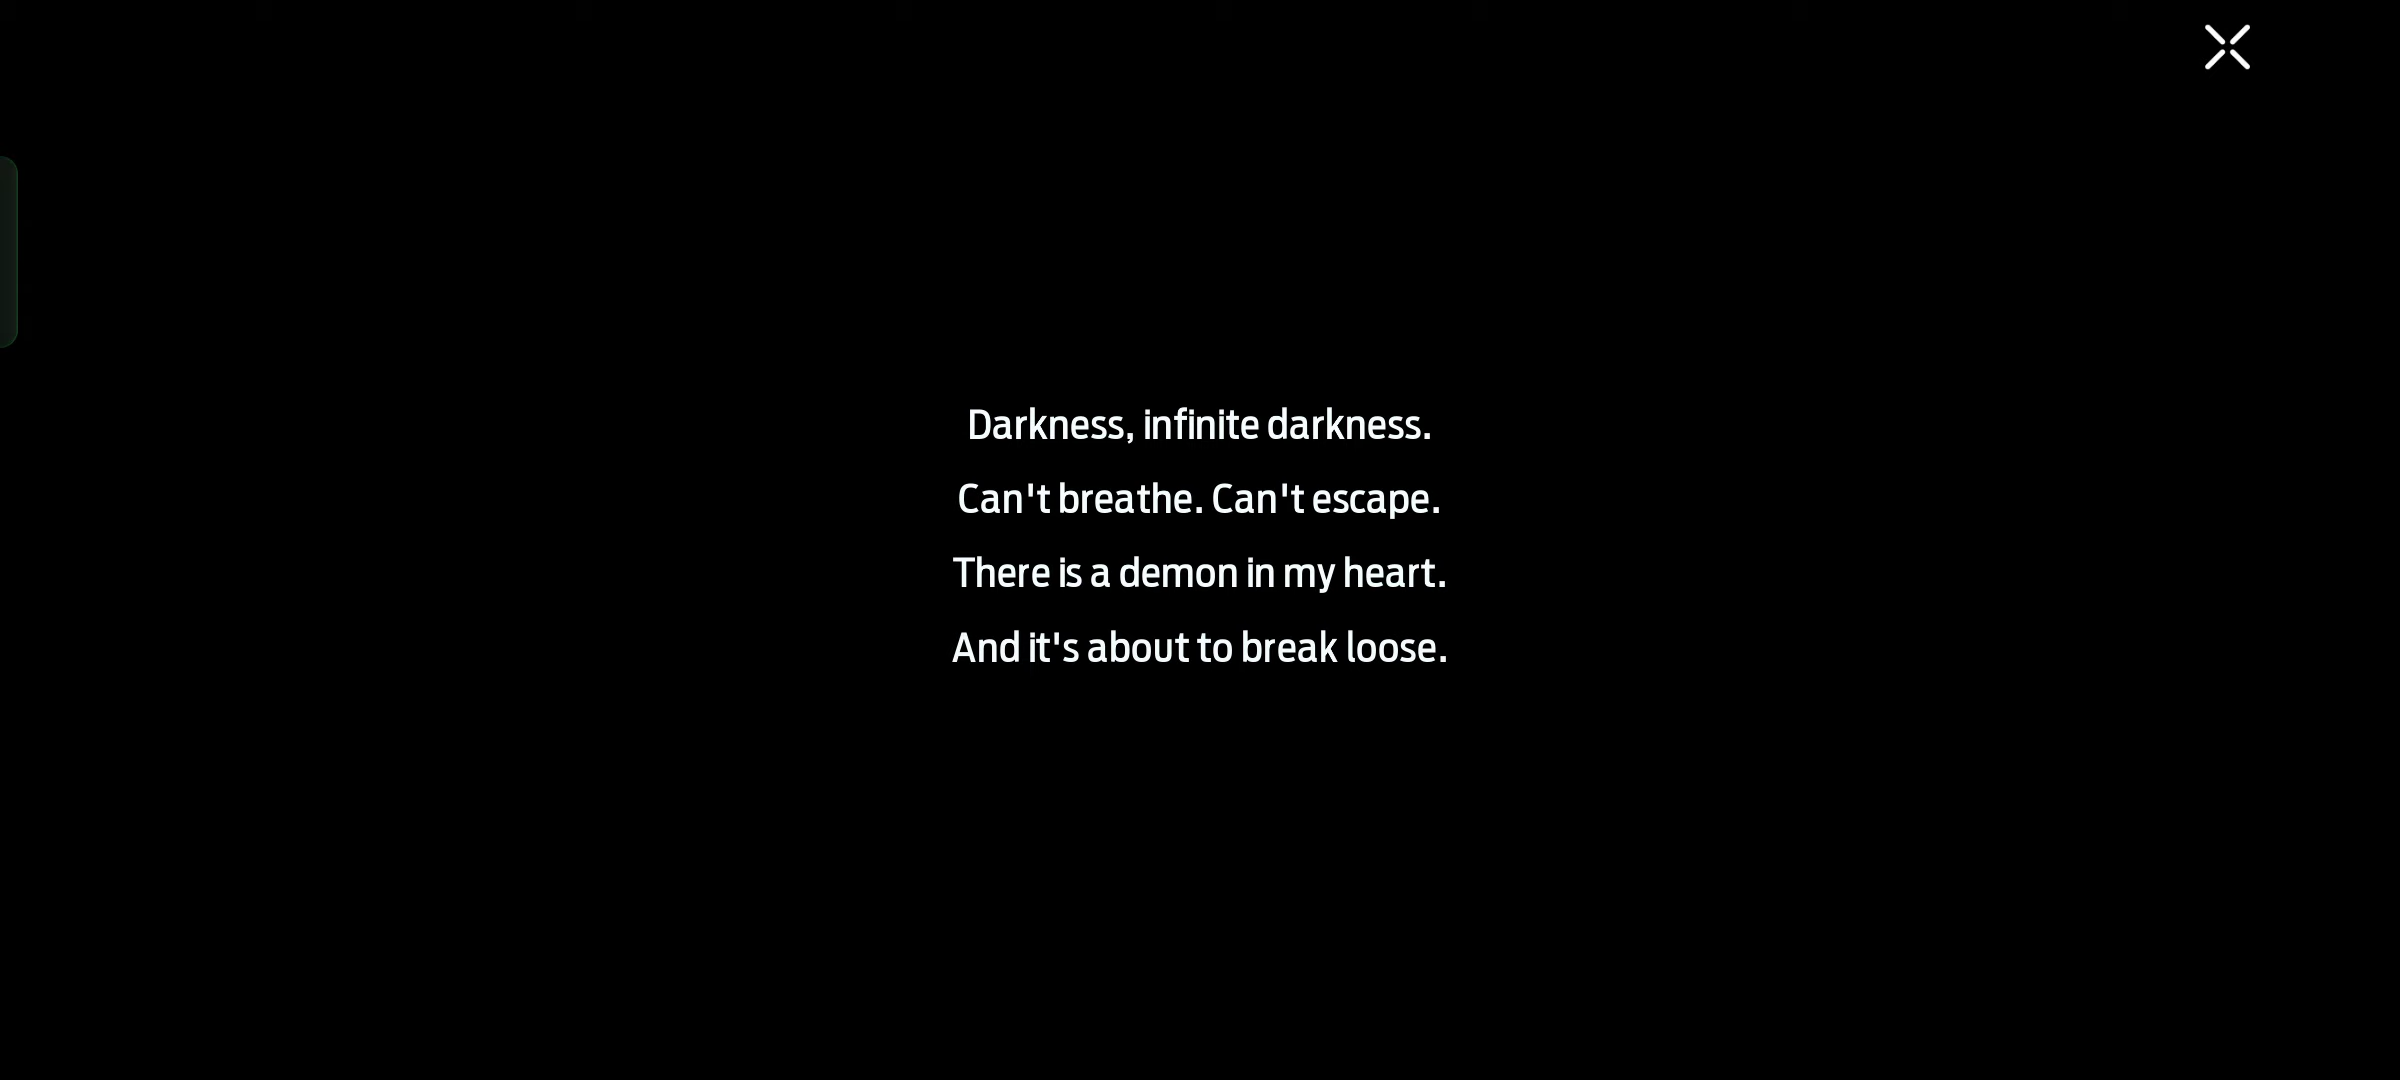 Darkness, infinite darkness.
Can't breathe. Can't escape.
There is a demon in my heart.
And it's about to break loose.